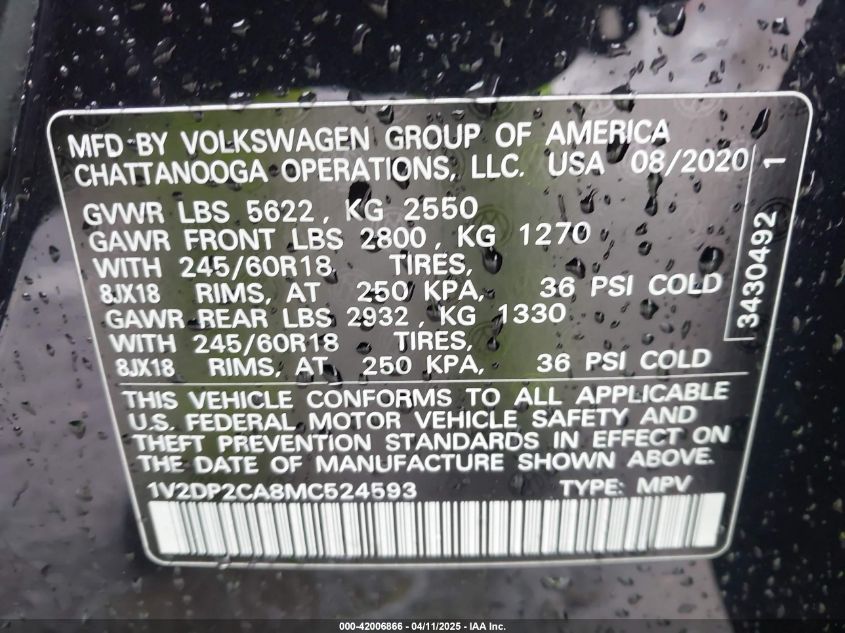 MFD BY VOLKSWAGEN GROUP OF AMERICA
CHATTANOOGA OPERATIONS, LLC. USA 08/2020
GVWR LBS 5622, KG 2550
GAWR FRONT LBS 2800, KG 1270
WITH 245/60R18 TIRES,
8JX18 RIMS, AT 250 KPA, 36 PSI COLD
GAWR REAR LBS 2932, KG 1330
WITH 245/60R18 TIRES,
8JX18 RIMS, AT 250 KPA, 36 PSI COLD
3430492 1
THIS VEHICLE CONFORMS TO ALL APPLICABLE
U.S. FEDERAL MOTOR VEHICLE SAFETY AND
THEFT PREVENTION STANDARDS IN EFFECT ON
THE DATE OF MANUFACTURE SHOWN ABOVE.
1V2DP2CA8MC524593 TYPE: MPV
000-42006866 - 04/11/2025 - IAA Inc.